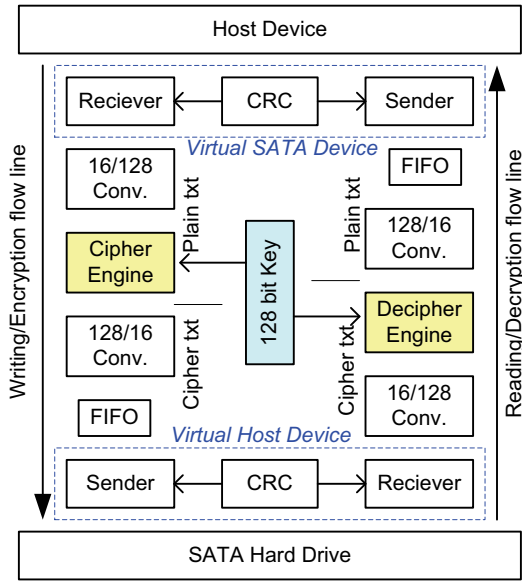 Host Device
Writing/Encryption flow line
Reading/Decryption flow line
Reciever
CRC
Sender
Virtual SATA Device
16/128
Conv.
Plain txt
Plain txt
FIFO
128/16
Conv.
Cipher
Engine
128 bit Key
Decipher
Engine
128/16
Conv.
Cipher txt
Cipher txt
16/128
Conv.
FIFO
Virtual Host Device
Sender
CRC
Reciever
SATA Hard Drive